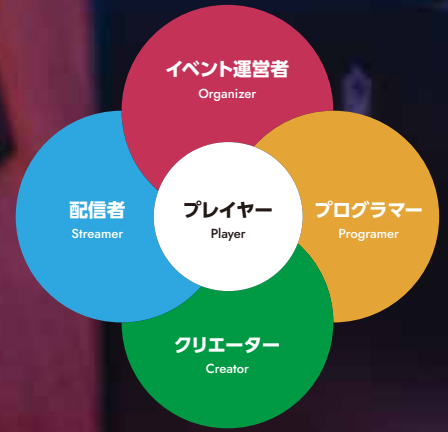 イベント運営者
Organizer
配信者
Streamer
プレイヤー
Player
プログラマー
Programer
クリエーター
Creator